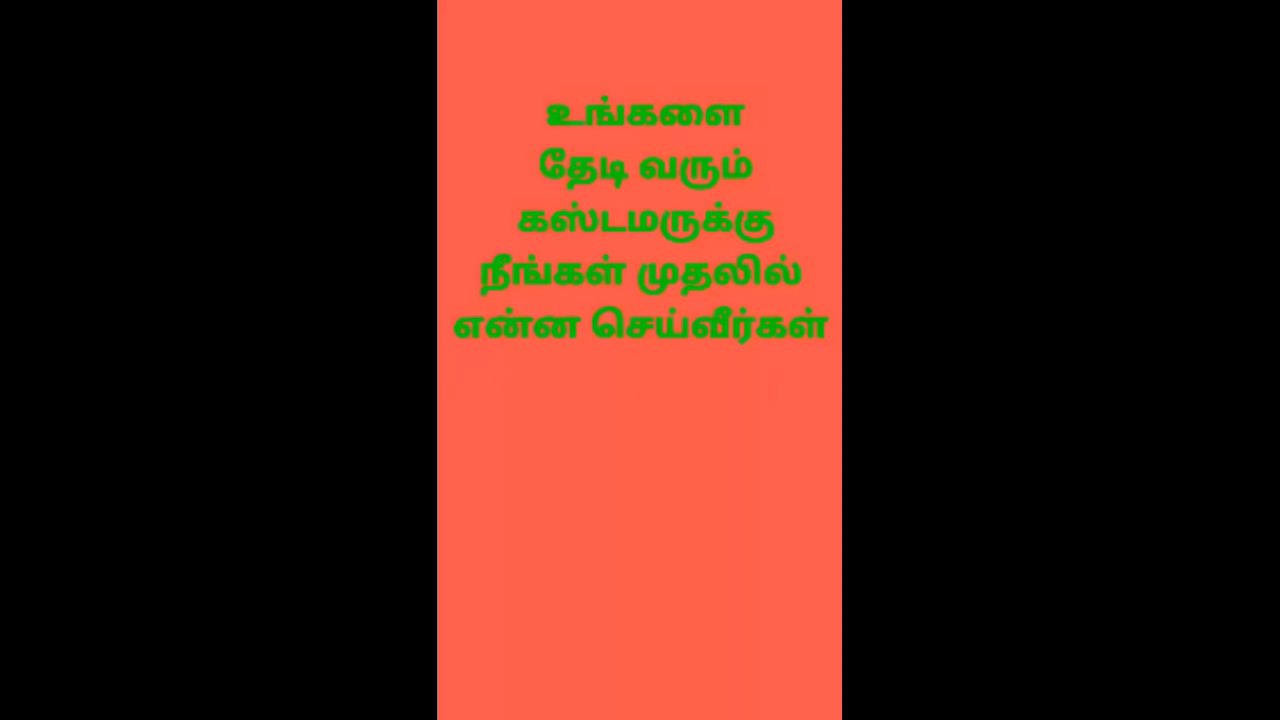 உங்களை
தேடி வரும்
கஸ்டமருக்கு
நீங்கள் முதலில்
என்ன செய்வீர்கள்